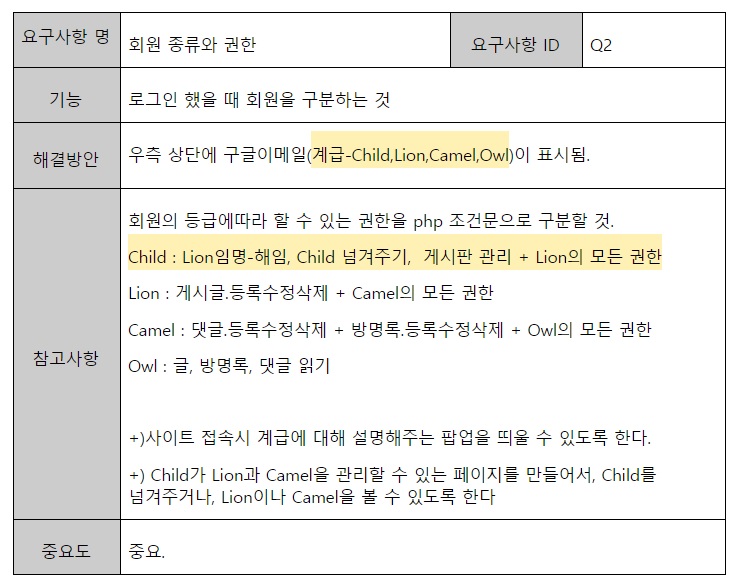 요구사항 명 회원 종류와 권한 요구사항 ID Q2
기능 로그인 했을 때 회원을 구분하는 것
해결방안 우측 상단에 구글이메일(계급-Child,Lion,Camel,Owl)이 표시됨.
참고사항
회원의 등급에따라 할 수 있는 권한을 php 조건문으로 구분할 것.
Child : Lion임명-해임, Child 넘겨주기, 게시판 관리 + Lion의 모든 권한
Lion : 게시글.등록수정삭제 + Camel의 모든 권한
Camel : 댓글.등록수정삭제 + 방명록.등록수정삭제 + Owl의 모든 권한
Owl : 글, 방명록, 댓글 읽기
+)사이트 접속시 계급에 대해 설명해주는 팝업을 띄울 수 있도록 한다.
+) Child가 Lion과 Camel을 관리할 수 있는 페이지를 만들어서, Child를
넘겨주거나, Lion이나 Camel을 볼 수 있도록 한다
중요도 중요.